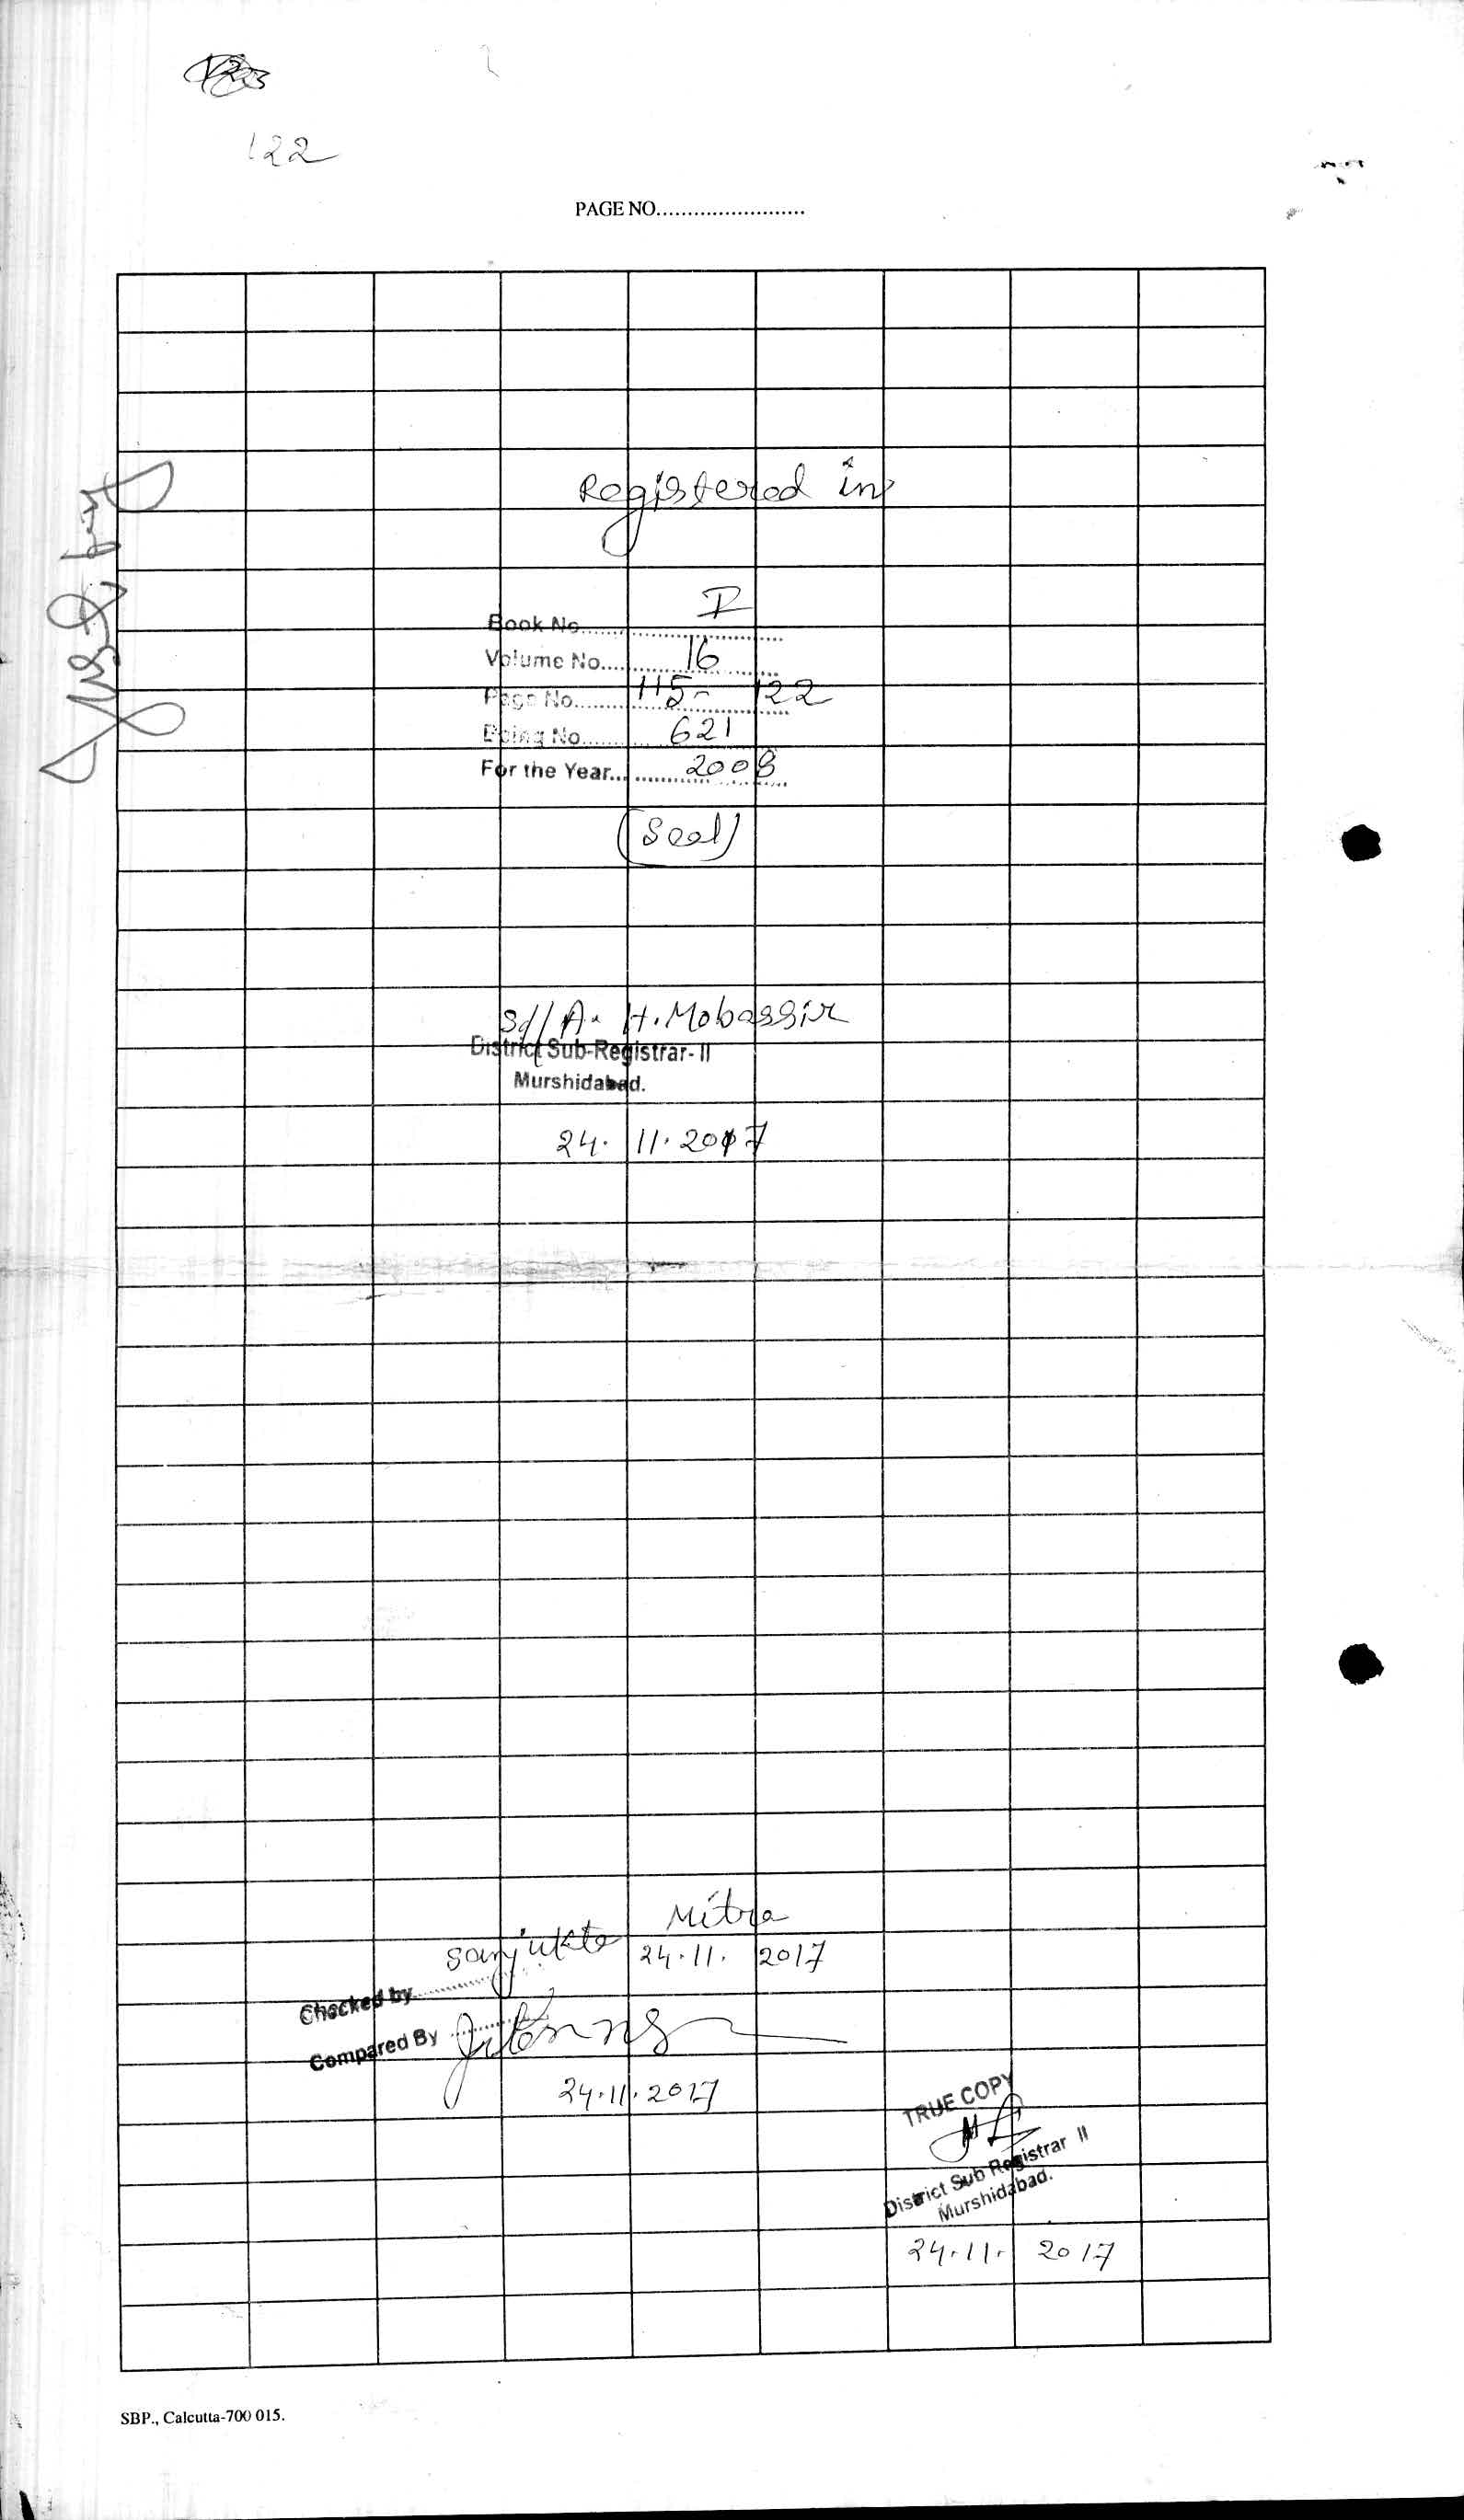 122
PAGE NO........................
Registered in
Book No........ I
Volume No........ 16
Page No........ 115- 122
Being No........ 621
For the Year........ 2008
(Seal)
Sd/ A. H. Mobassir
District Sub-Registrar- II
Murshidabad.
24. 11. 2017
Sanjukta Mitra
Checked by 24.11. 2017
Compared By
24.11.2017
TRUE COPY
District Sub Registrar II
Murshidabad.
24.11. 2017
SBP., Calcutta-700 015.